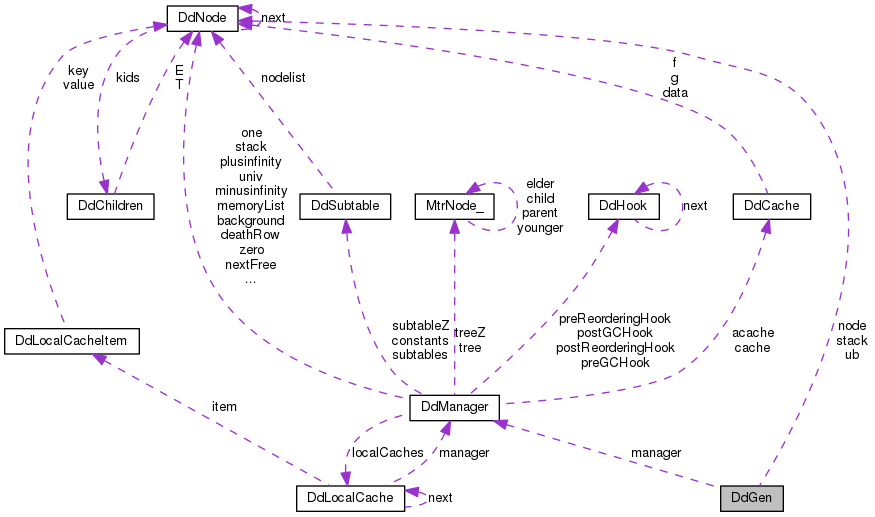 DdNode
next
key
value
kids
E
T
nodelist
f
g
data
one
stack
plusinfinity
univ
minusinfinity
memoryList
background
deathRow
zero
nextFree
...
elder
child
parent
younger
DdChildren
DdSubtable
MtrNode_
DdHook
next
DdCache
DdLocalCacheItem
subtableZ
constants
subtables
treeZ
tree
preReorderingHook
postGCHook
postReorderingHook
preGCHook
acache
cache
node
stack
ub
item
DdManager
localCaches
manager
manager
DdLocalCache
next
DdGen